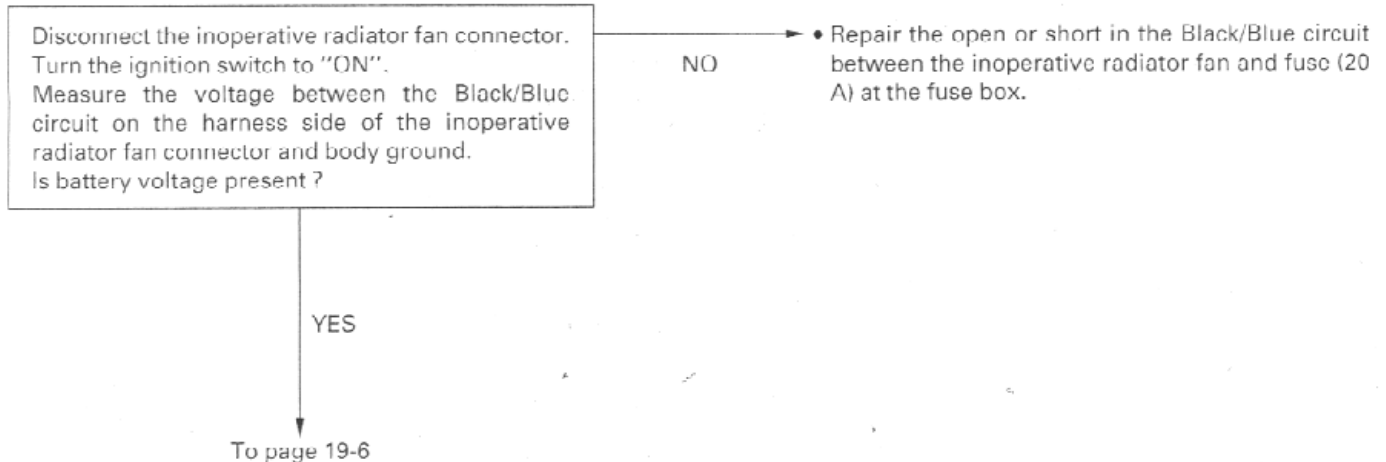 Disconnect the inoperative radiator fan connector.
Turn the ignition switch to "ON".
Measure the voltage between the Black/Blue
circuit on the harness side of the inoperative
radiator fan connector and body ground.
Is battery voltage present ?
NO
• Repair the open or short in the Black/Blue circuit
between the inoperative radiator fan and fuse (20
A) at the fuse box.
YES
To page 19-6